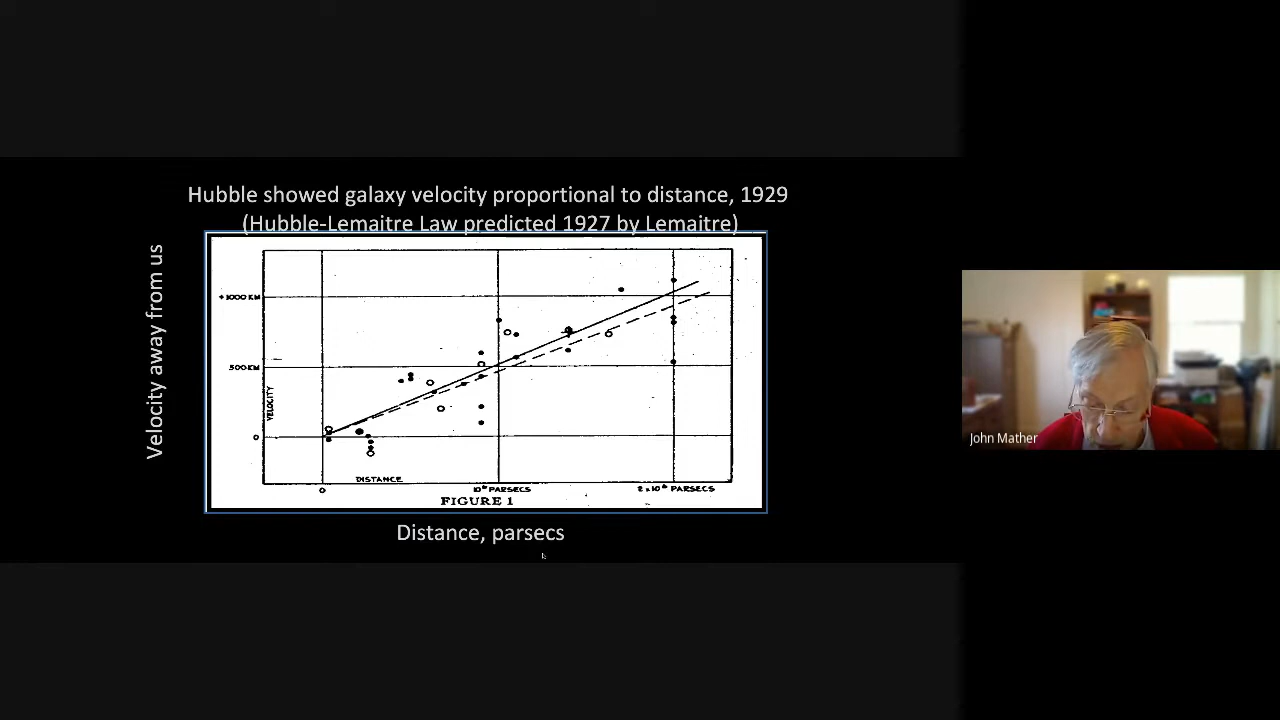 Hubble showed galaxy velocity proportional to distance, 1929
(Hubble-Lemaitre Law predicted 1927 by Lemaitre)
Velocity away from us
+1000 KM
500 KM
VELOCITY
0
DISTANCE
0
10⁶ PARSECS
2×10⁶ PARSECS
FIGURE 1
Distance, parsecs
John Mather